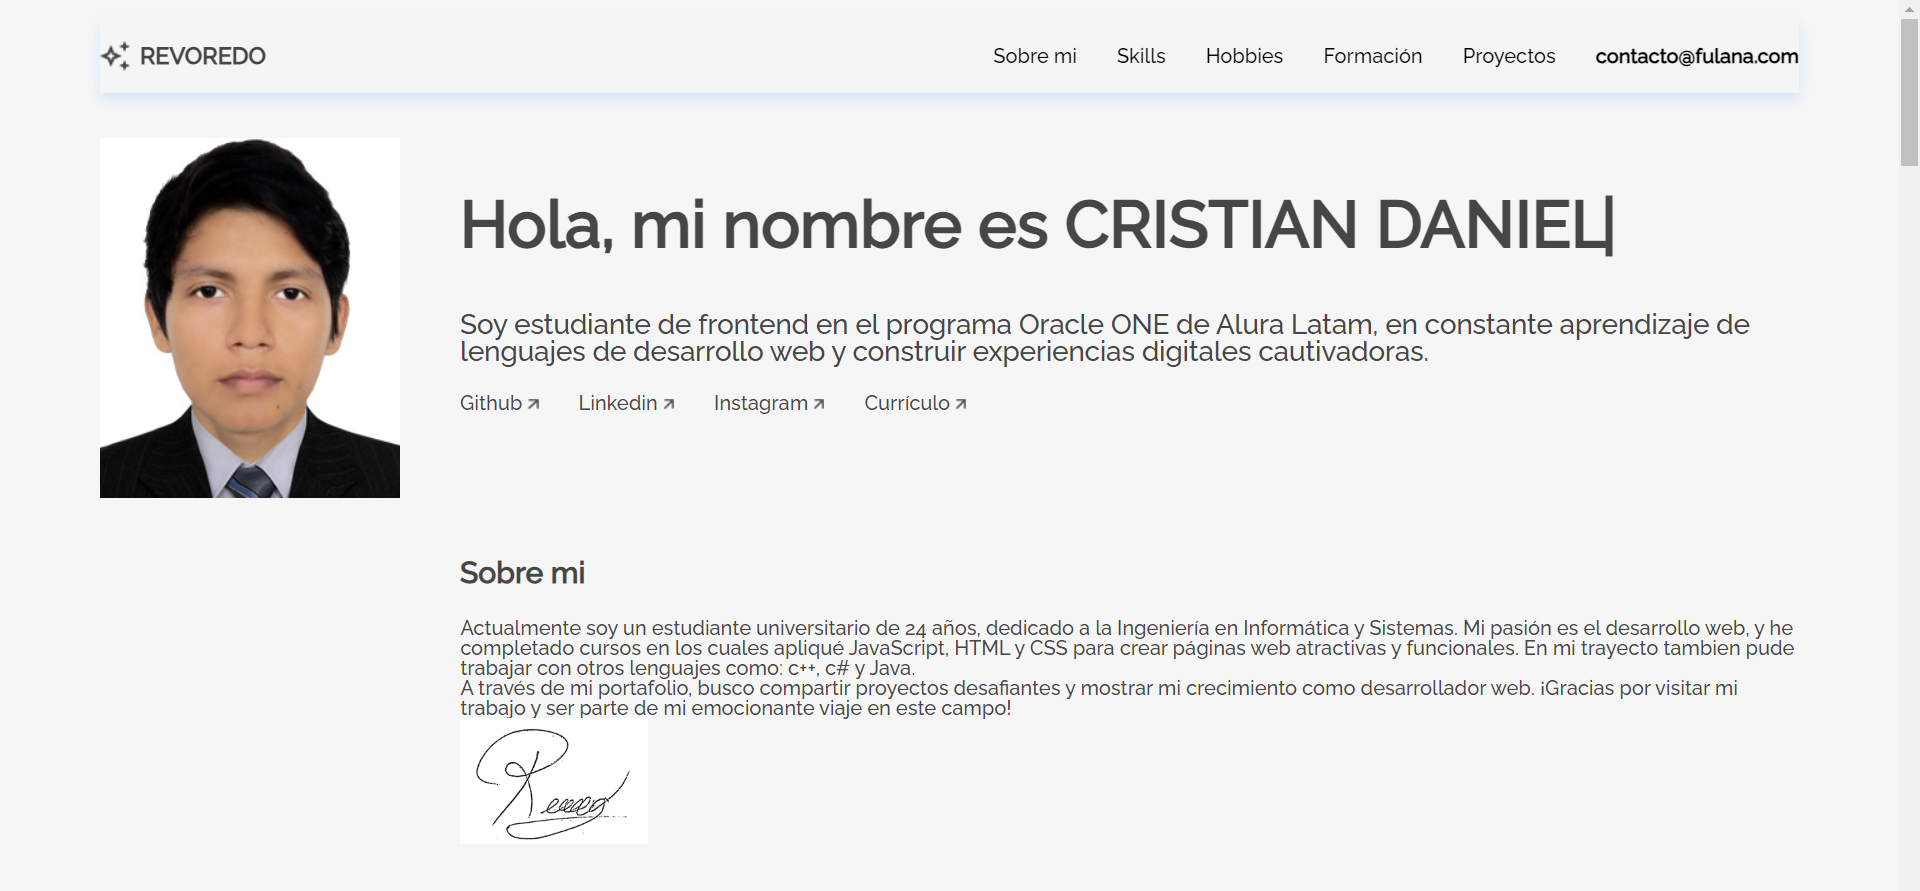 REVOREDO
Sobre mi
Skills
Hobbies
Formación
Proyectos
contacto@fulana.com
Hola, mi nombre es CRISTIAN DANIEL
Soy estudiante de frontend en el programa Oracle ONE de Alura Latam, en constante aprendizaje de
lenguajes de desarrollo web y construir experiencias digitales cautivadoras.
Github
Linkedin
Instagram
Currículo
Sobre mi
Actualmente soy un estudiante universitario de 24 años, dedicado a la Ingeniería en Informática y Sistemas. Mi pasión es el desarrollo web, y he
completado cursos en los cuales apliqué JavaScript, HTML y CSS para crear páginas web atractivas y funcionales. En mi trayecto tambien pude
trabajar con otros lenguajes como: c++, c# y Java.
A través de mi portafolio, busco compartir proyectos desafiantes y mostrar mi crecimiento como desarrollador web. ¡Gracias por visitar mi
trabajo y ser parte de mi emocionante viaje en este campo!